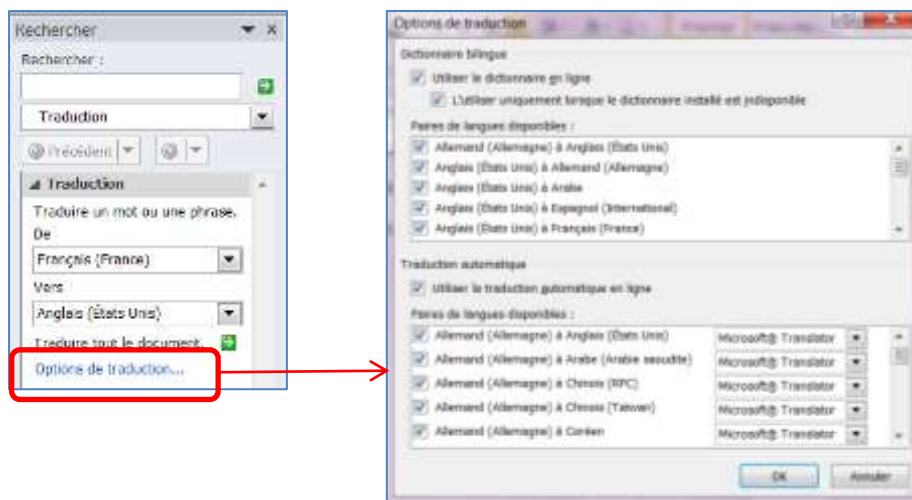 Rechercher
Rechercher :
Traduction
Précédent
Traduction
Traduire un mot ou une phrase.
De
Français (France)
Vers
Anglais (États Unis)
Traduire tout le document.
Options de traduction...
Options de traduction
Dictionnaire bilingue
Utiliser le dictionnaire en ligne
L'utiliser uniquement lorsque le dictionnaire installé est indisponible
Paires de langues disponibles :
Allemand (Allemagne) à Anglais (États Unis)
Anglais (États Unis) à Allemand (Allemagne)
Anglais (États Unis) à Arabe
Anglais (États Unis) à Espagnol (International)
Anglais (États Unis) à Français (France)
Traduction automatique
Utiliser la traduction automatique en ligne
Paires de langues disponibles :
Allemand (Allemagne) à Anglais (États Unis) Microsoft® Translator
Allemand (Allemagne) à Arabe (Arabie saoudite) Microsoft® Translator
Allemand (Allemagne) à Chinois (RPC) Microsoft® Translator
Allemand (Allemagne) à Chinois (Taiwan) Microsoft® Translator
Allemand (Allemagne) à Coréen Microsoft® Translator
OK Annuler